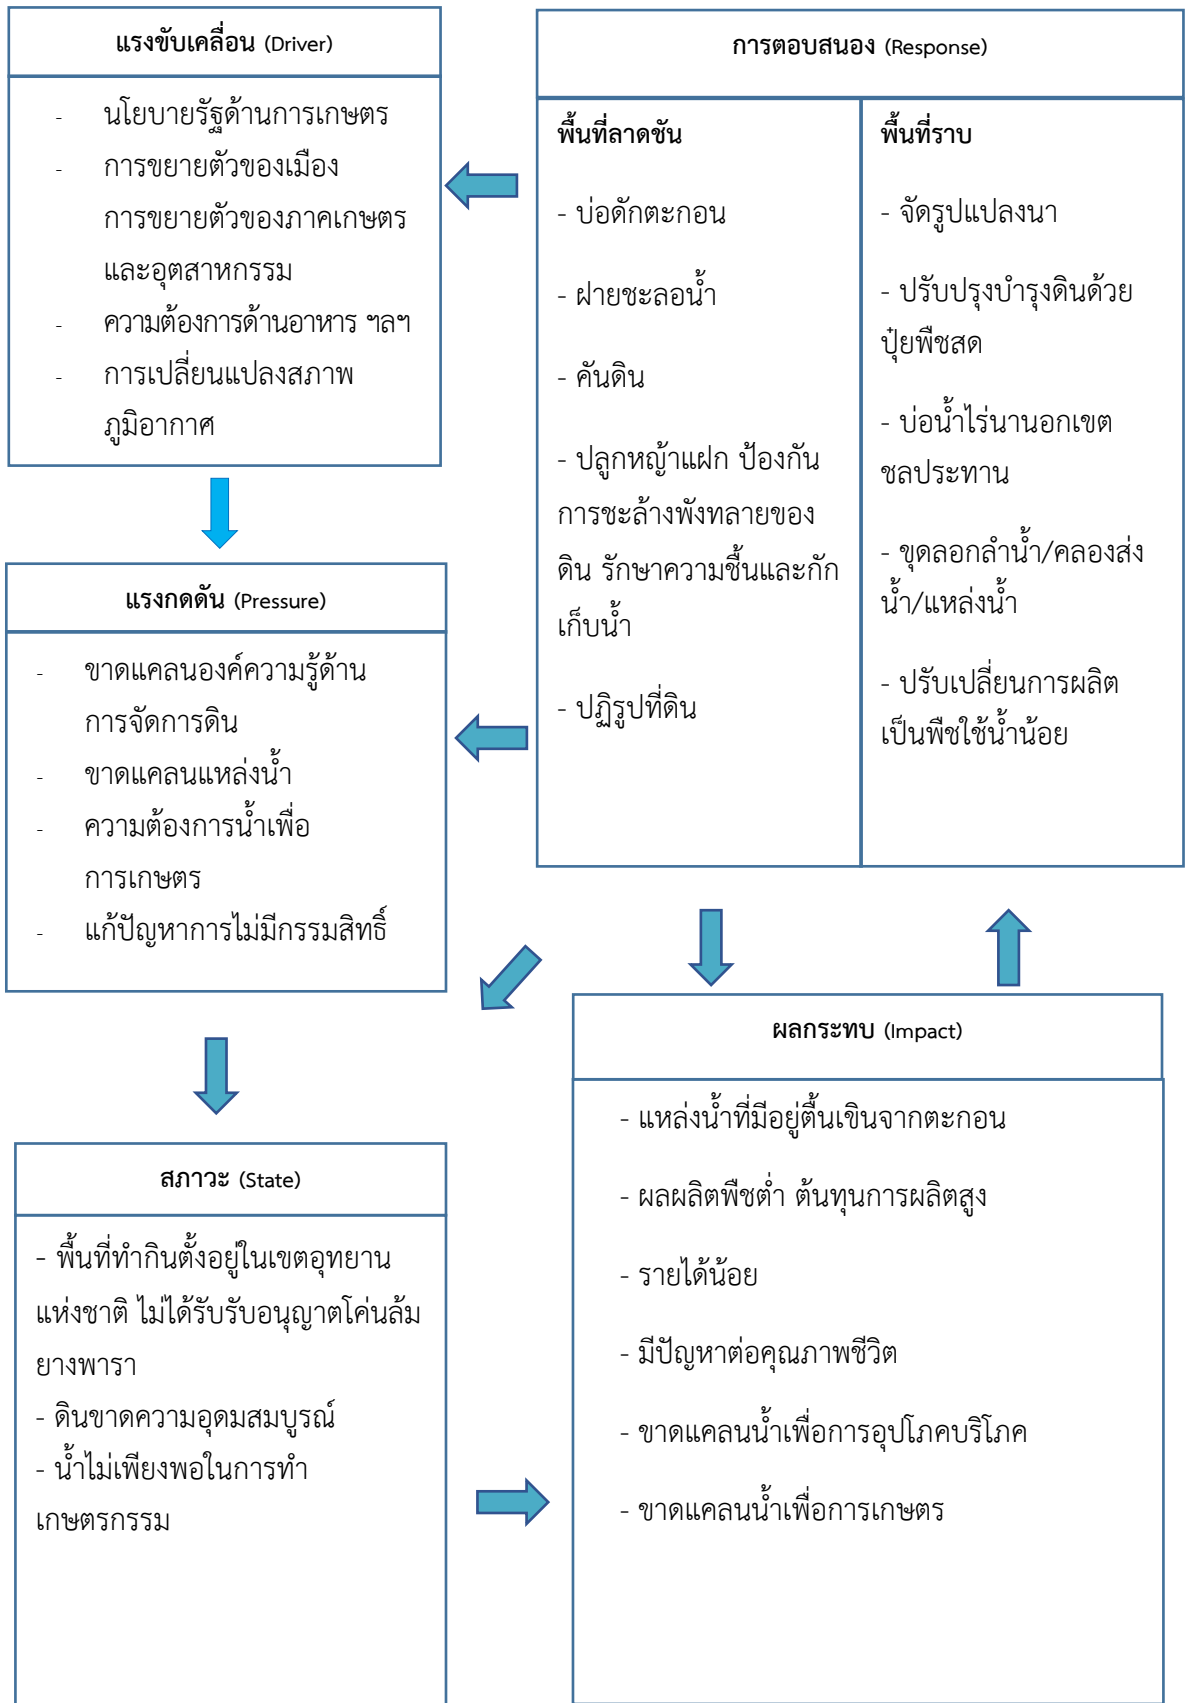 แรงขับเคลื่อน (Driver)
- นโยบายรัฐด้านการเกษตร
- การขยายตัวของเมือง
การขยายตัวของภาคเกษตร
และอุตสาหกรรม
- ความต้องการด้านอาหาร ฯลฯ
- การเปลี่ยนแปลงสภาพ
ภูมิอากาศ
การตอบสนอง (Response)
พื้นที่ลาดชัน
- บ่อดักตะกอน
- ฝายชะลอน้ำ
- คันดิน
- ปลูกหญ้าแฝก ป้องกัน
การชะล้างพังทลายของ
ดิน รักษาความชื้นและกัก
เก็บน้ำ
- ปฏิรูปที่ดิน
พื้นที่ราบ
- จัดรูปแปลงนา
- ปรับปรุงบำรุงดินด้วย
ปุ๋ยพืชสด
- บ่อน้ำไร่นานอกเขต
ชลประทาน
- ขุดลอกลำน้ำ/คลองส่ง
น้ำ/แหล่งน้ำ
- ปรับเปลี่ยนการผลิต
เป็นพืชใช้น้ำน้อย
แรงกดดัน (Pressure)
- ขาดแคลนองค์ความรู้ด้าน
การจัดการดิน
- ขาดแคลนแหล่งน้ำ
- ความต้องการน้ำเพื่อ
การเกษตร
- แก้ปัญหาการไม่มีกรรมสิทธิ์
สภาวะ (State)
- พื้นที่ทำกินตั้งอยู่ในเขตอุทยาน
แห่งชาติ ไม่ได้รับรับอนุญาตโค่นล้ม
ยางพารา
- ดินขาดความอุดมสมบูรณ์
- น้ำไม่เพียงพอในการทำ
เกษตรกรรม
ผลกระทบ (Impact)
- แหล่งน้ำที่มีอยู่ตื้นเขินจากตะกอน
- ผลผลิตพืชต่ำ ต้นทุนการผลิตสูง
- รายได้น้อย
- มีปัญหาต่อคุณภาพชีวิต
- ขาดแคลนน้ำเพื่อการอุปโภคบริโภค
- ขาดแคลนน้ำเพื่อการเกษตร